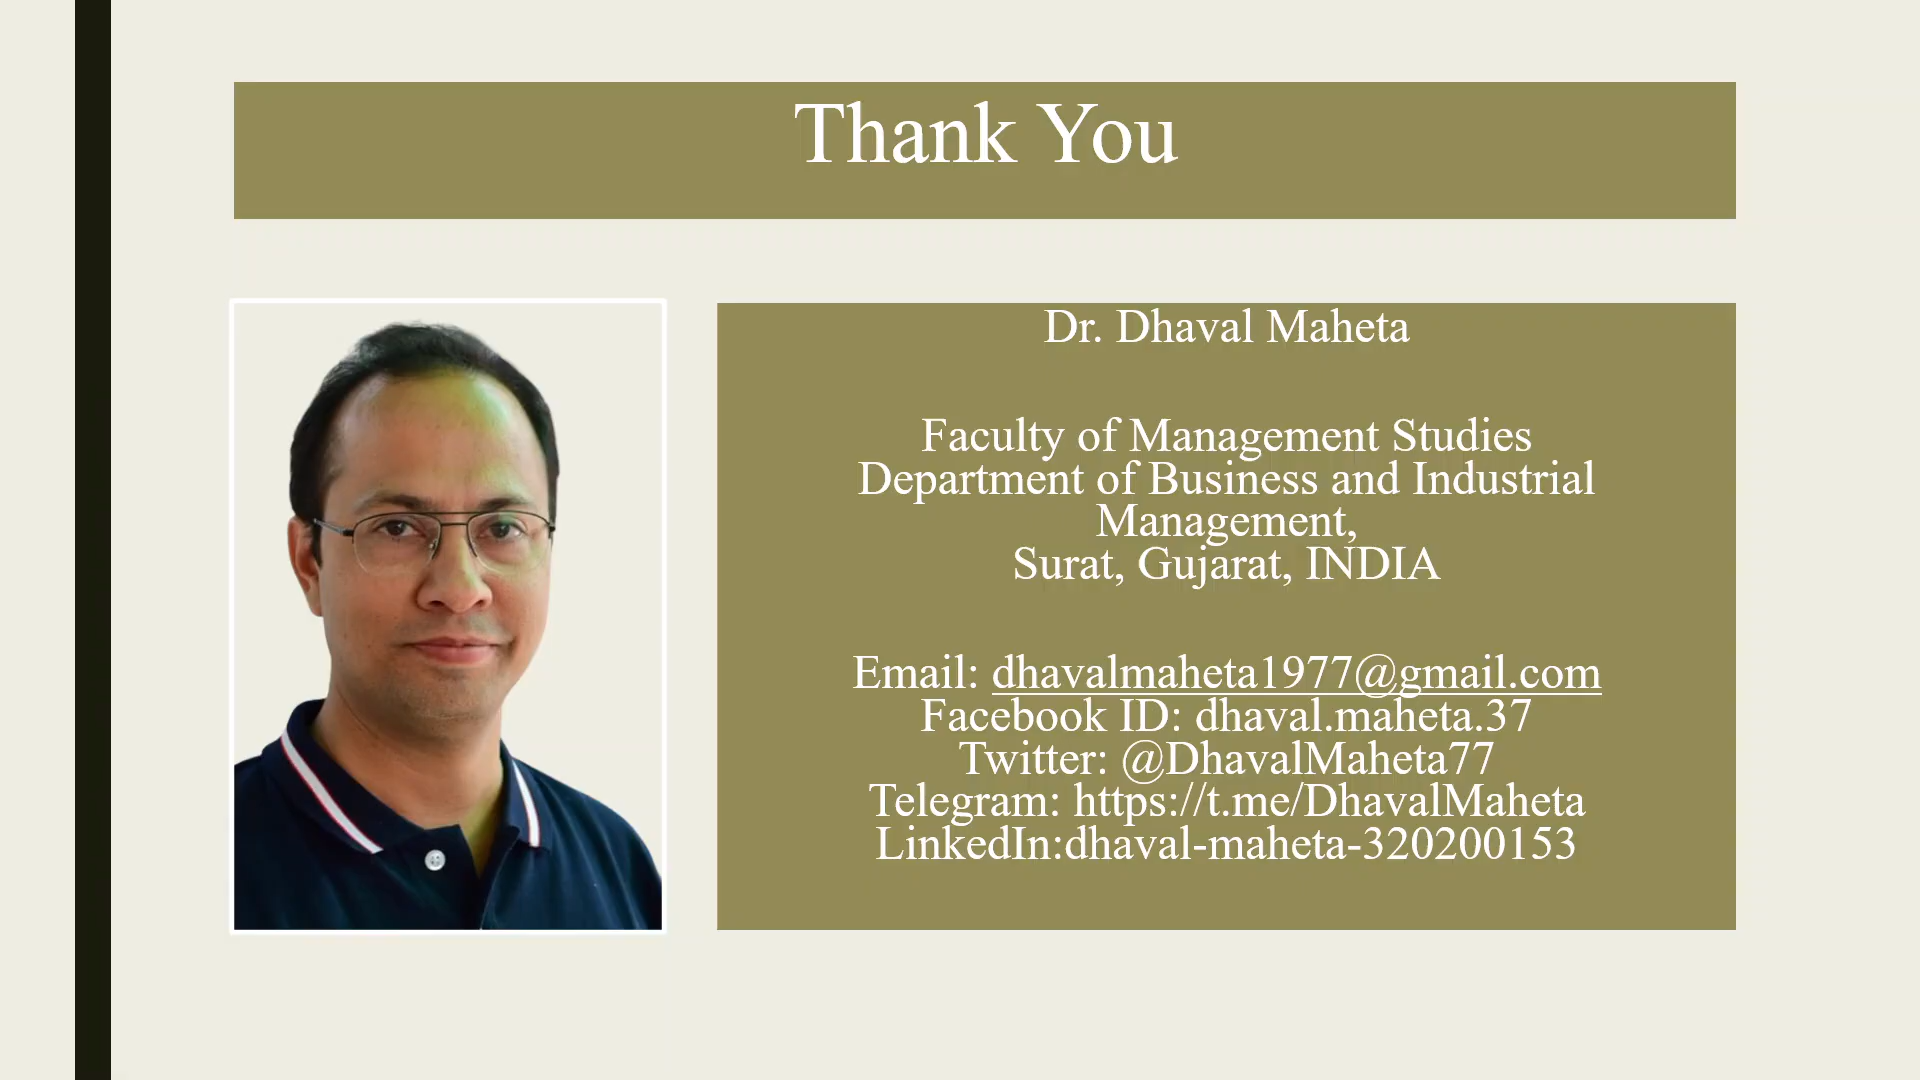 Thank You
Dr. Dhaval Maheta
Faculty of Management Studies
Department of Business and Industrial
Management,
Surat, Gujarat, INDIA
Email: dhavalmaheta1977@gmail.com
Facebook ID: dhaval.maheta.37
Twitter: @DhavalMaheta77
Telegram: https://t.me/DhavalMaheta
LinkedIn:dhaval-maheta-320200153